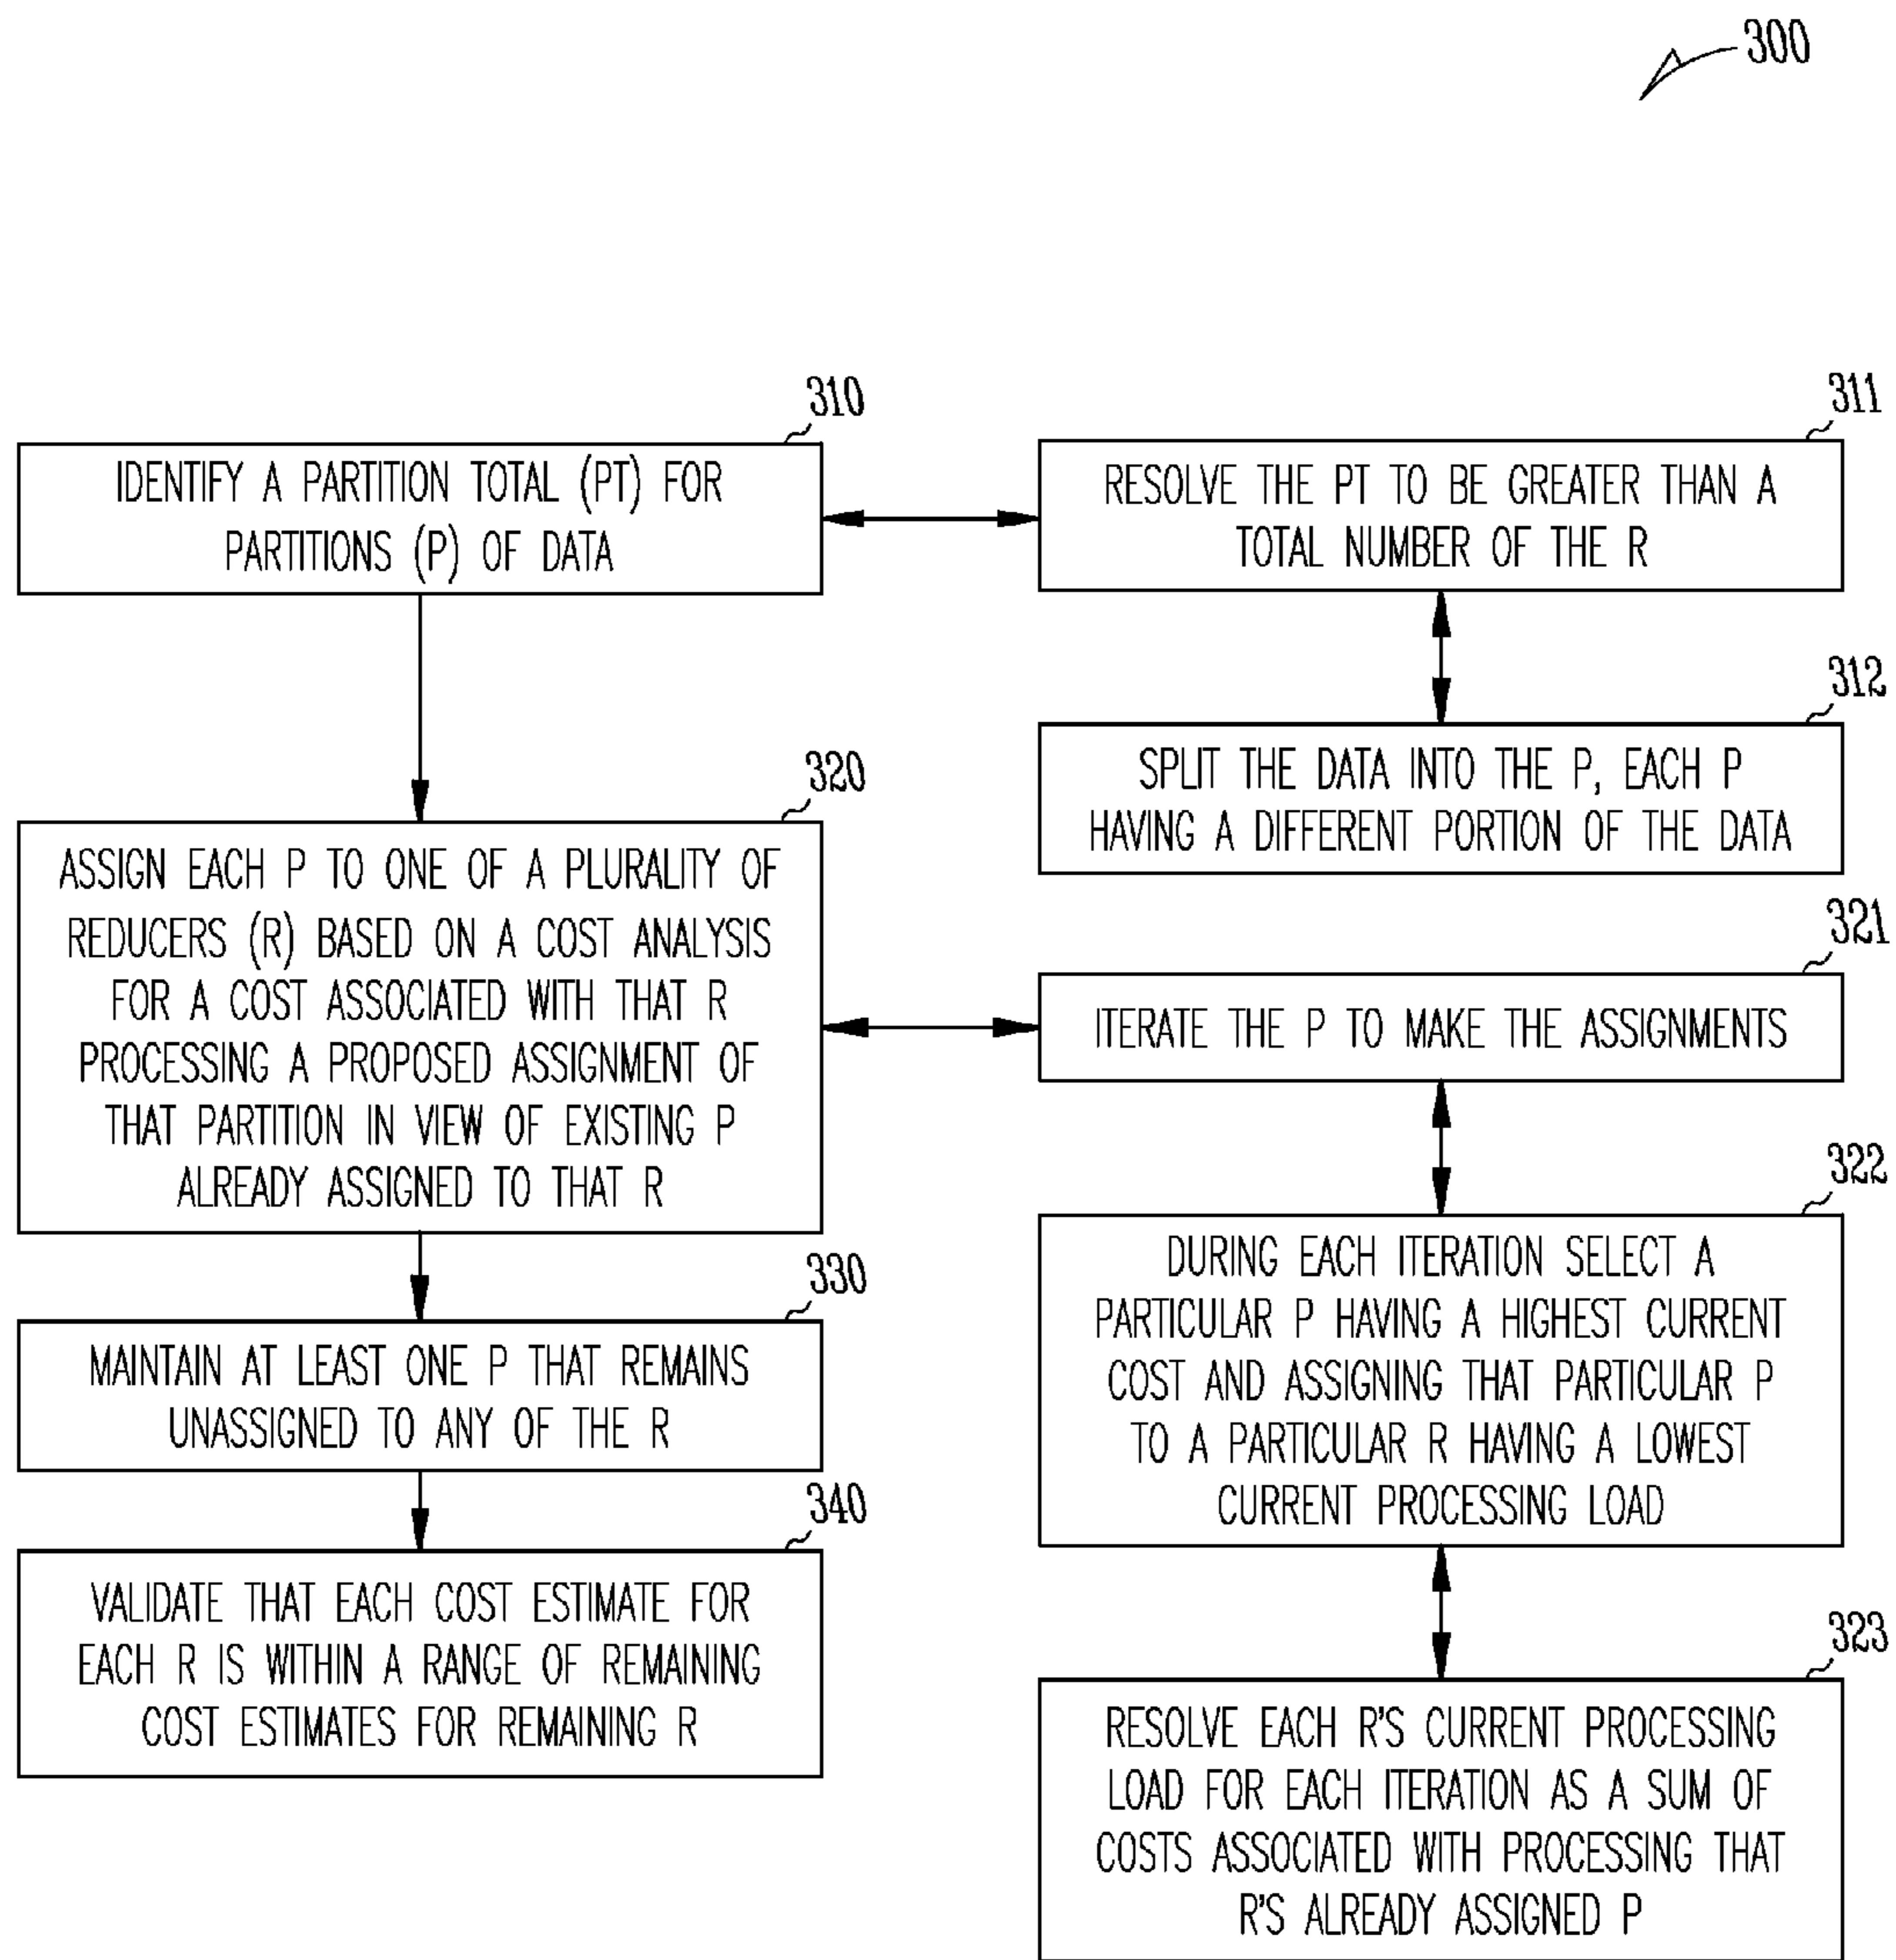 300
310
IDENTIFY A PARTITION TOTAL (PT) FOR
PARTITIONS (P) OF DATA
311
RESOLVE THE PT TO BE GREATER THAN A
TOTAL NUMBER OF THE R
312
SPLIT THE DATA INTO THE P, EACH P
HAVING A DIFFERENT PORTION OF THE DATA
320
ASSIGN EACH P TO ONE OF A PLURALITY OF
REDUCERS (R) BASED ON A COST ANALYSIS
FOR A COST ASSOCIATED WITH THAT R
PROCESSING A PROPOSED ASSIGNMENT OF
THAT PARTITION IN VIEW OF EXISTING P
ALREADY ASSIGNED TO THAT R
321
ITERATE THE P TO MAKE THE ASSIGNMENTS
322
DURING EACH ITERATION SELECT A
PARTICULAR P HAVING A HIGHEST CURRENT
COST AND ASSIGNING THAT PARTICULAR P
TO A PARTICULAR R HAVING A LOWEST
CURRENT PROCESSING LOAD
323
RESOLVE EACH R'S CURRENT PROCESSING
LOAD FOR EACH ITERATION AS A SUM OF
COSTS ASSOCIATED WITH PROCESSING THAT
R'S ALREADY ASSIGNED P
330
MAINTAIN AT LEAST ONE P THAT REMAINS
UNASSIGNED TO ANY OF THE R
340
VALIDATE THAT EACH COST ESTIMATE FOR
EACH R IS WITHIN A RANGE OF REMAINING
COST ESTIMATES FOR REMAINING R